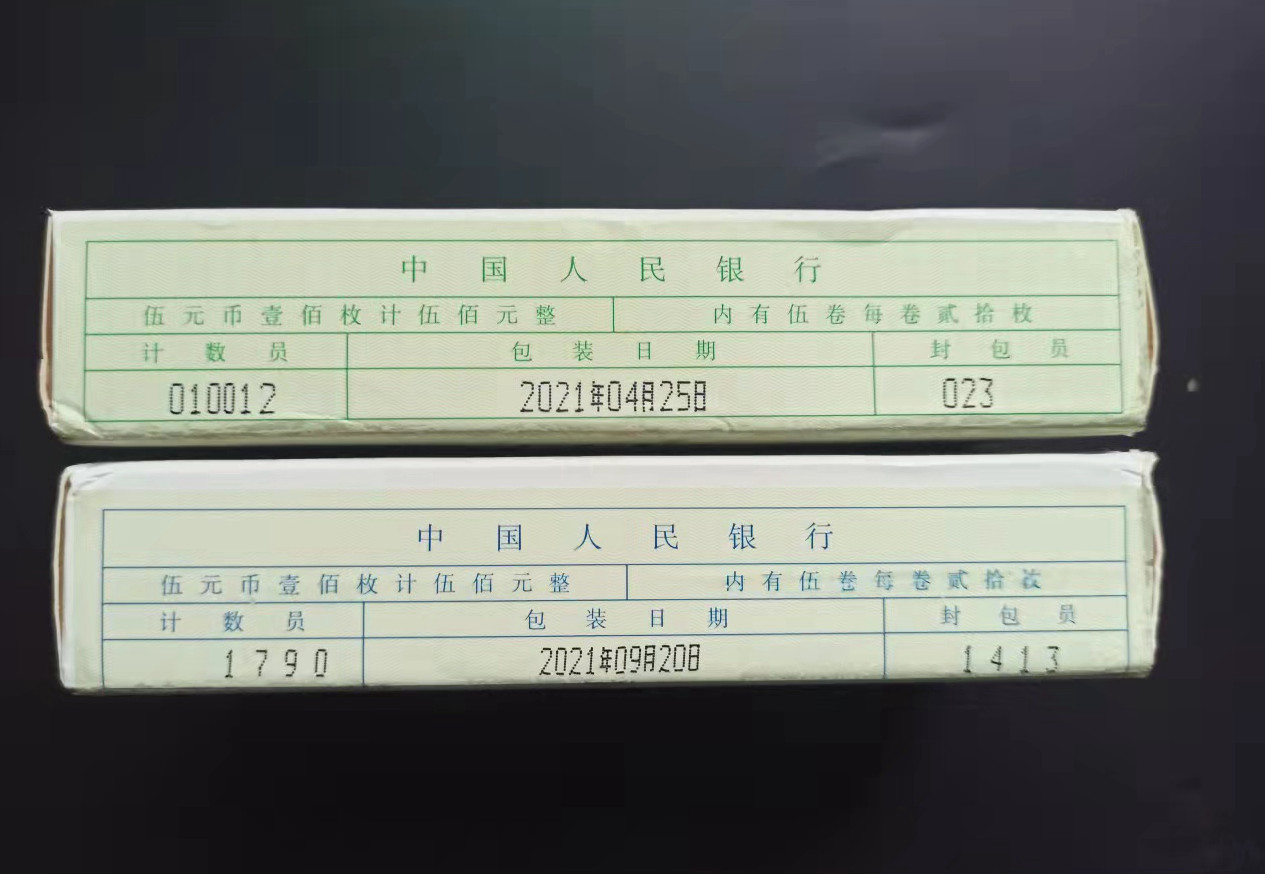 中国人民银行
伍元币壹佰枚计伍佰元整 内有伍卷每卷贰拾枚
计数员 包装日期 封包员
010012 2021年04月25日 023
中国人民银行
伍元币壹佰枚计伍佰元整 内有伍卷每卷贰拾枚
计数员 包装日期 封包员
1790 2021年09月20日 1413